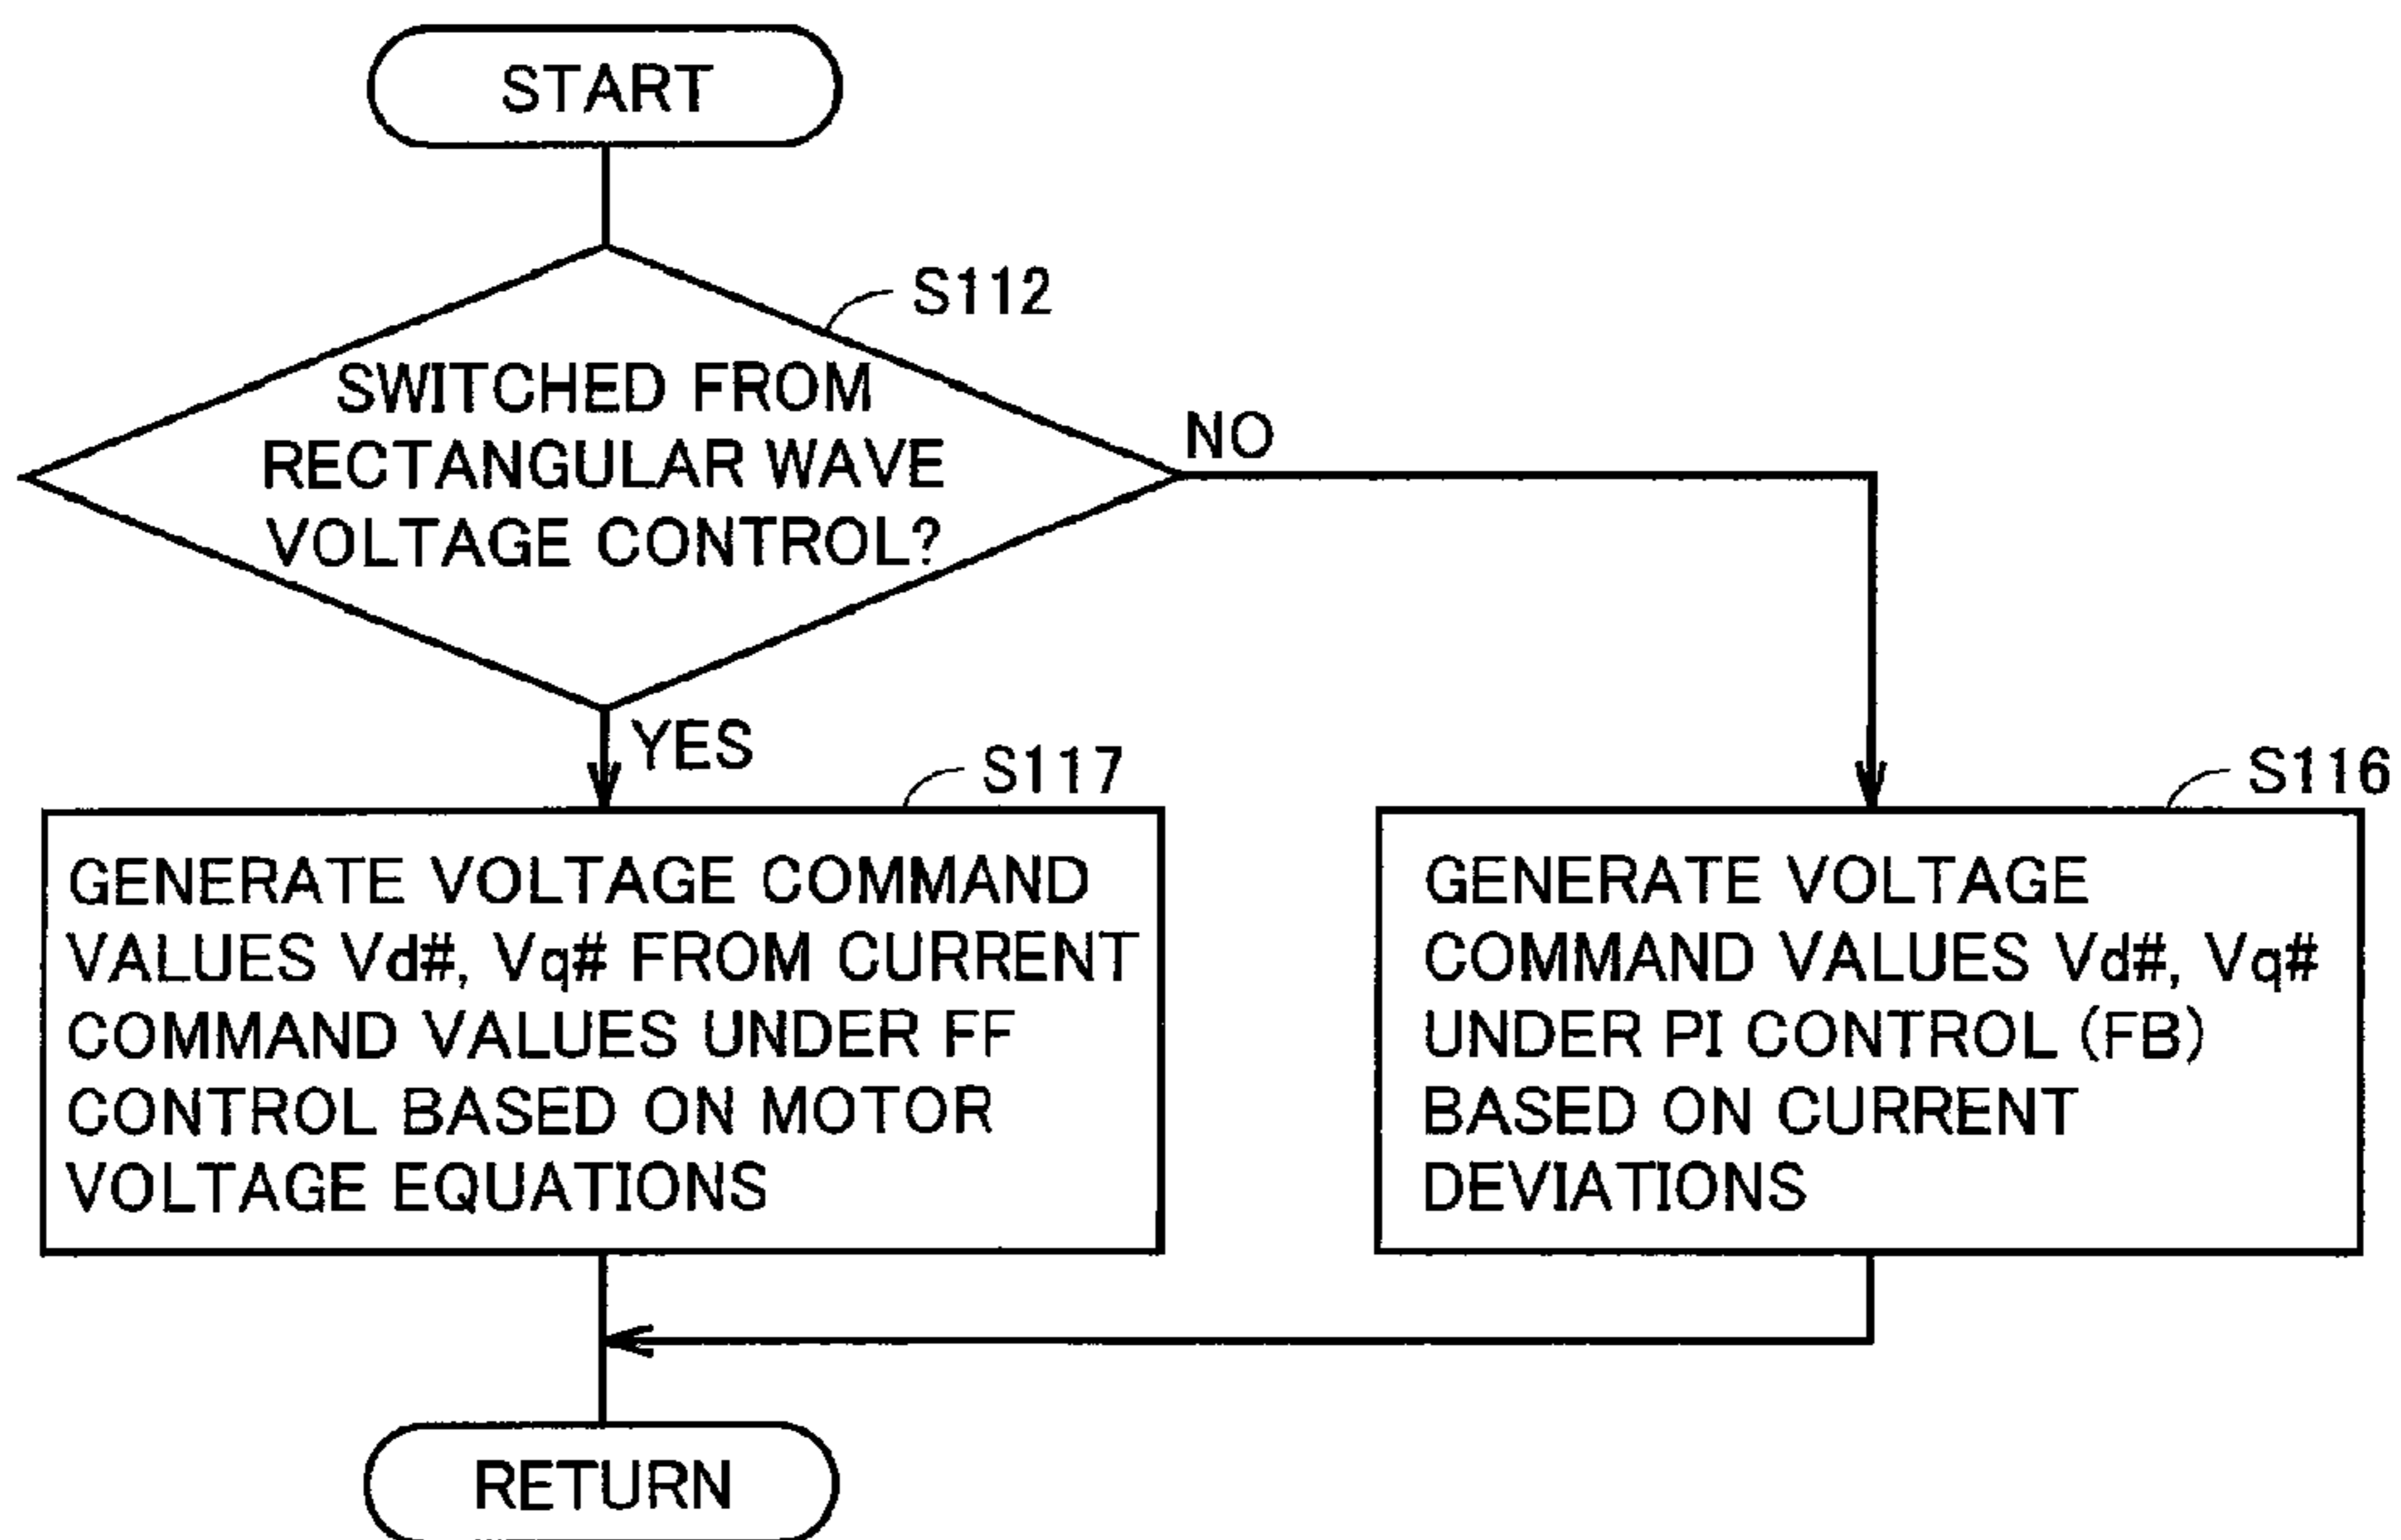 START
S112
SWITCHED FROM
RECTANGULAR WAVE
VOLTAGE CONTROL?
NO
YES
S117
GENERATE VOLTAGE COMMAND
VALUES Vd#, Vq# FROM CURRENT
COMMAND VALUES UNDER FF
CONTROL BASED ON MOTOR
VOLTAGE EQUATIONS
S116
GENERATE VOLTAGE
COMMAND VALUES Vd#, Vq#
UNDER PI CONTROL (FB)
BASED ON CURRENT
DEVIATIONS
RETURN